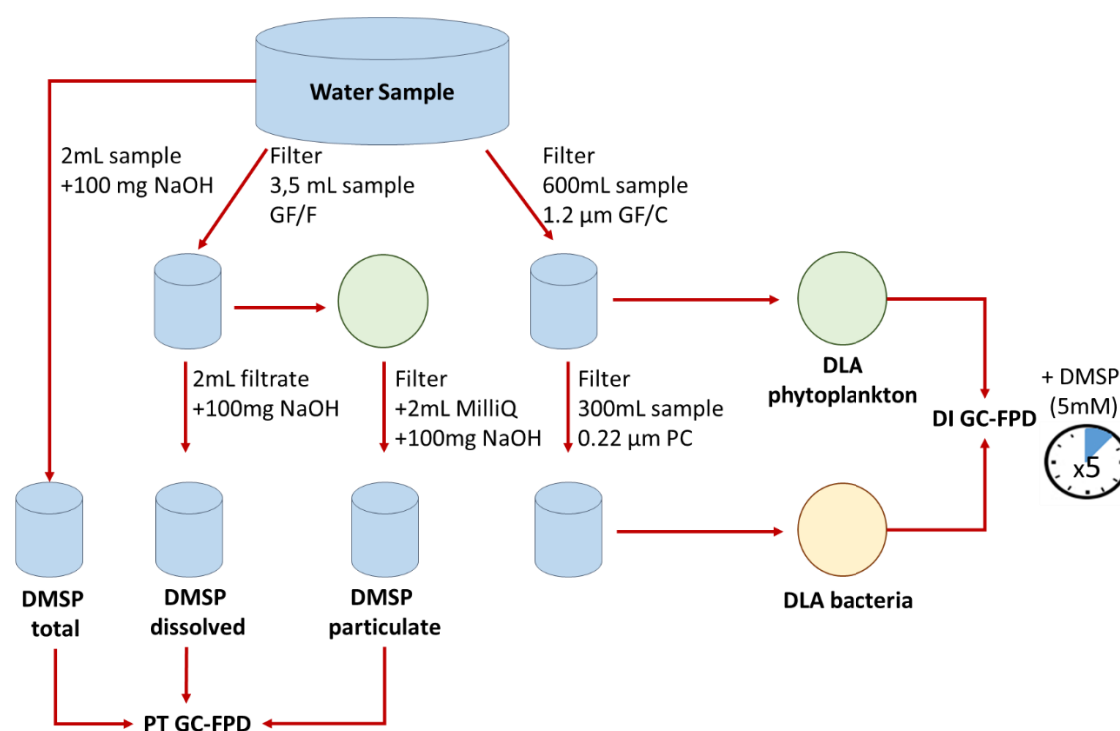 Water Sample
2mL sample
+100 mg NaOH
Filter
3,5 mL sample
GF/F
Filter
600mL sample
1.2 µm GF/C
2mL filtrate
+100mg NaOH
Filter
+2mL MilliQ
+100mg NaOH
Filter
300mL sample
0.22 µm PC
DLA
phytoplankton
DI GC-FPD
+ DMSP
(5mM)
x5
DMSP
total
DMSP
dissolved
DMSP
particulate
DLA bacteria
PT GC-FPD